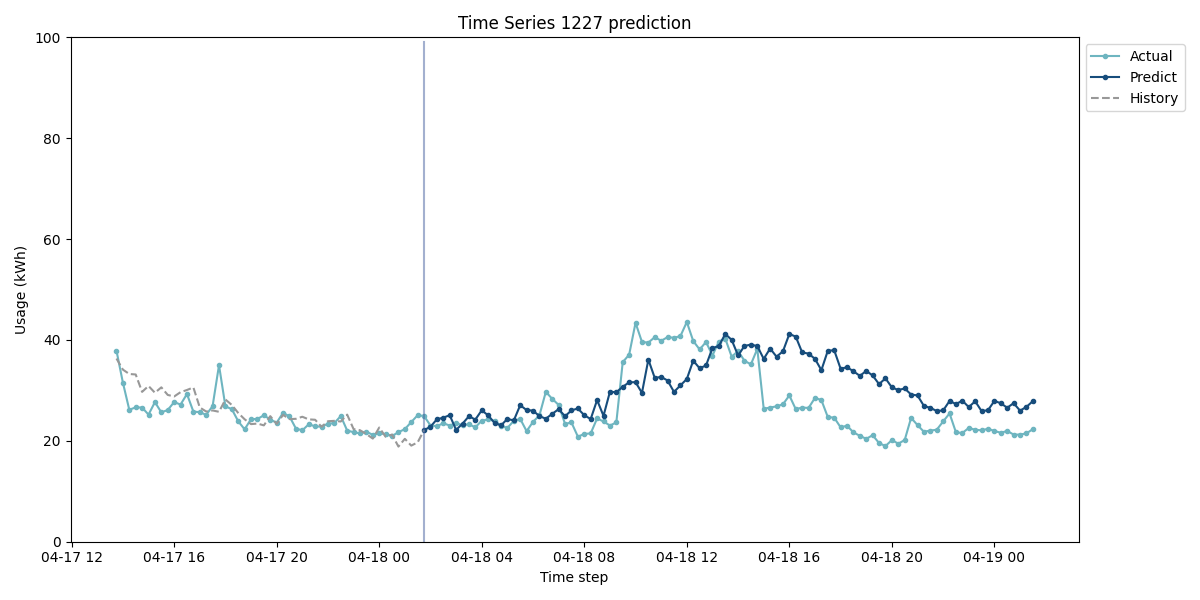 Time Series 1227 prediction
Usage (kWh)
100
80
60
40
20
0
04-17 12
04-17 16
04-17 20
04-18 00
04-18 04
04-18 08
04-18 12
04-18 16
04-18 20
04-19 00
Time step
Actual
Predict
History